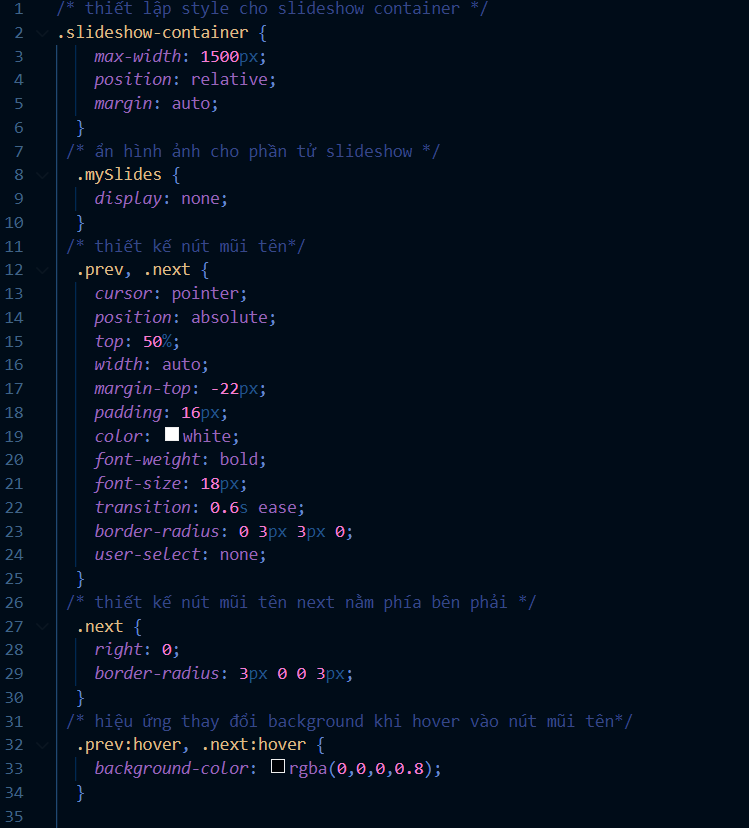 1 /* thiết lập style cho slideshow container */
2 .slideshow-container {
3 max-width: 1500px;
4 position: relative;
5 margin: auto;
6 }
7 /* ẩn hình ảnh cho phần tử slideshow */
8 .mySlides {
9 display: none;
10 }
11 /* thiết kế nút mũi tên*/
12 .prev, .next {
13 cursor: pointer;
14 position: absolute;
15 top: 50%;
16 width: auto;
17 margin-top: -22px;
18 padding: 16px;
19 color: white;
20 font-weight: bold;
21 font-size: 18px;
22 transition: 0.6s ease;
23 border-radius: 0 3px 3px 0;
24 user-select: none;
25 }
26 /* thiết kế nút mũi tên next nằm phía bên phải */
27 .next {
28 right: 0;
29 border-radius: 3px 0 0 3px;
30 }
31 /* hiệu ứng thay đổi background khi hover vào nút mũi tên*/
32 .prev:hover, .next:hover {
33 background-color: rgba(0,0,0,0.8);
34 }
35